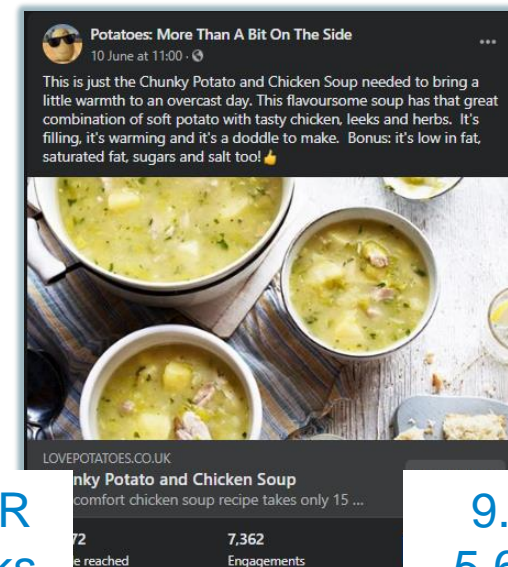 Potatoes: More Than A Bit On The Side
10 June at 11:00 ·
This is just the Chunky Potato and Chicken Soup needed to bring a
little warmth to an overcast day. This flavoursome soup has that great
combination of soft potato with tasty chicken, leeks and herbs. It's
filling, it's warming and it's a doddle to make. Bonus: it's low in fat,
saturated fat, sugars and salt too!👍
LOVEPOTATOES.CO.UK
nky Potato and Chicken Soup
comfort chicken soup recipe takes only 15 ...
72 7,362
reached Engagements
R
9.